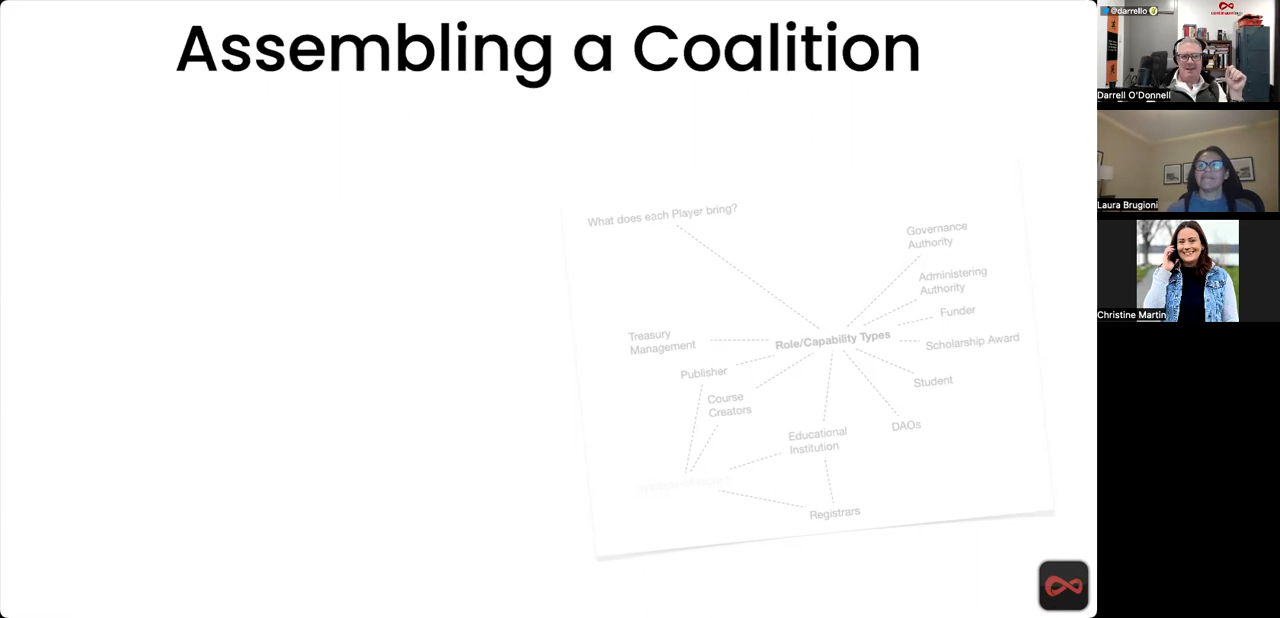 Assembling a Coalition
What does each Player bring?
Governance
Authority
Administering
Authority
Funder
Scholarship Award
Student
DAOs
Role/Capability Types
Treasury
Management
Publisher
Course
Creators
Educational
Institution
Registrars
@darrello
Darrell O'Donnell
Laura Brugioni
Christine Martin